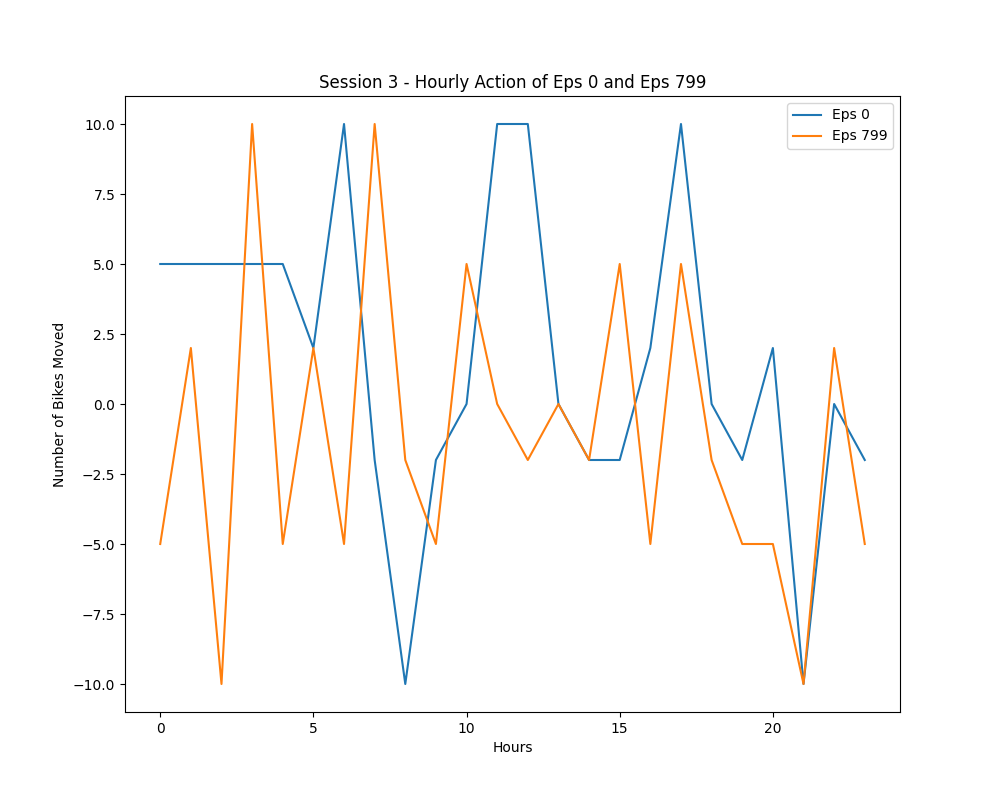 Session 3 - Hourly Action of Eps 0 and Eps 799
Eps 0
Eps 799
10.0
7.5
5.0
2.5
0.0
−2.5
−5.0
−7.5
−10.0
Number of Bikes Moved
0 5 10 15 20
Hours